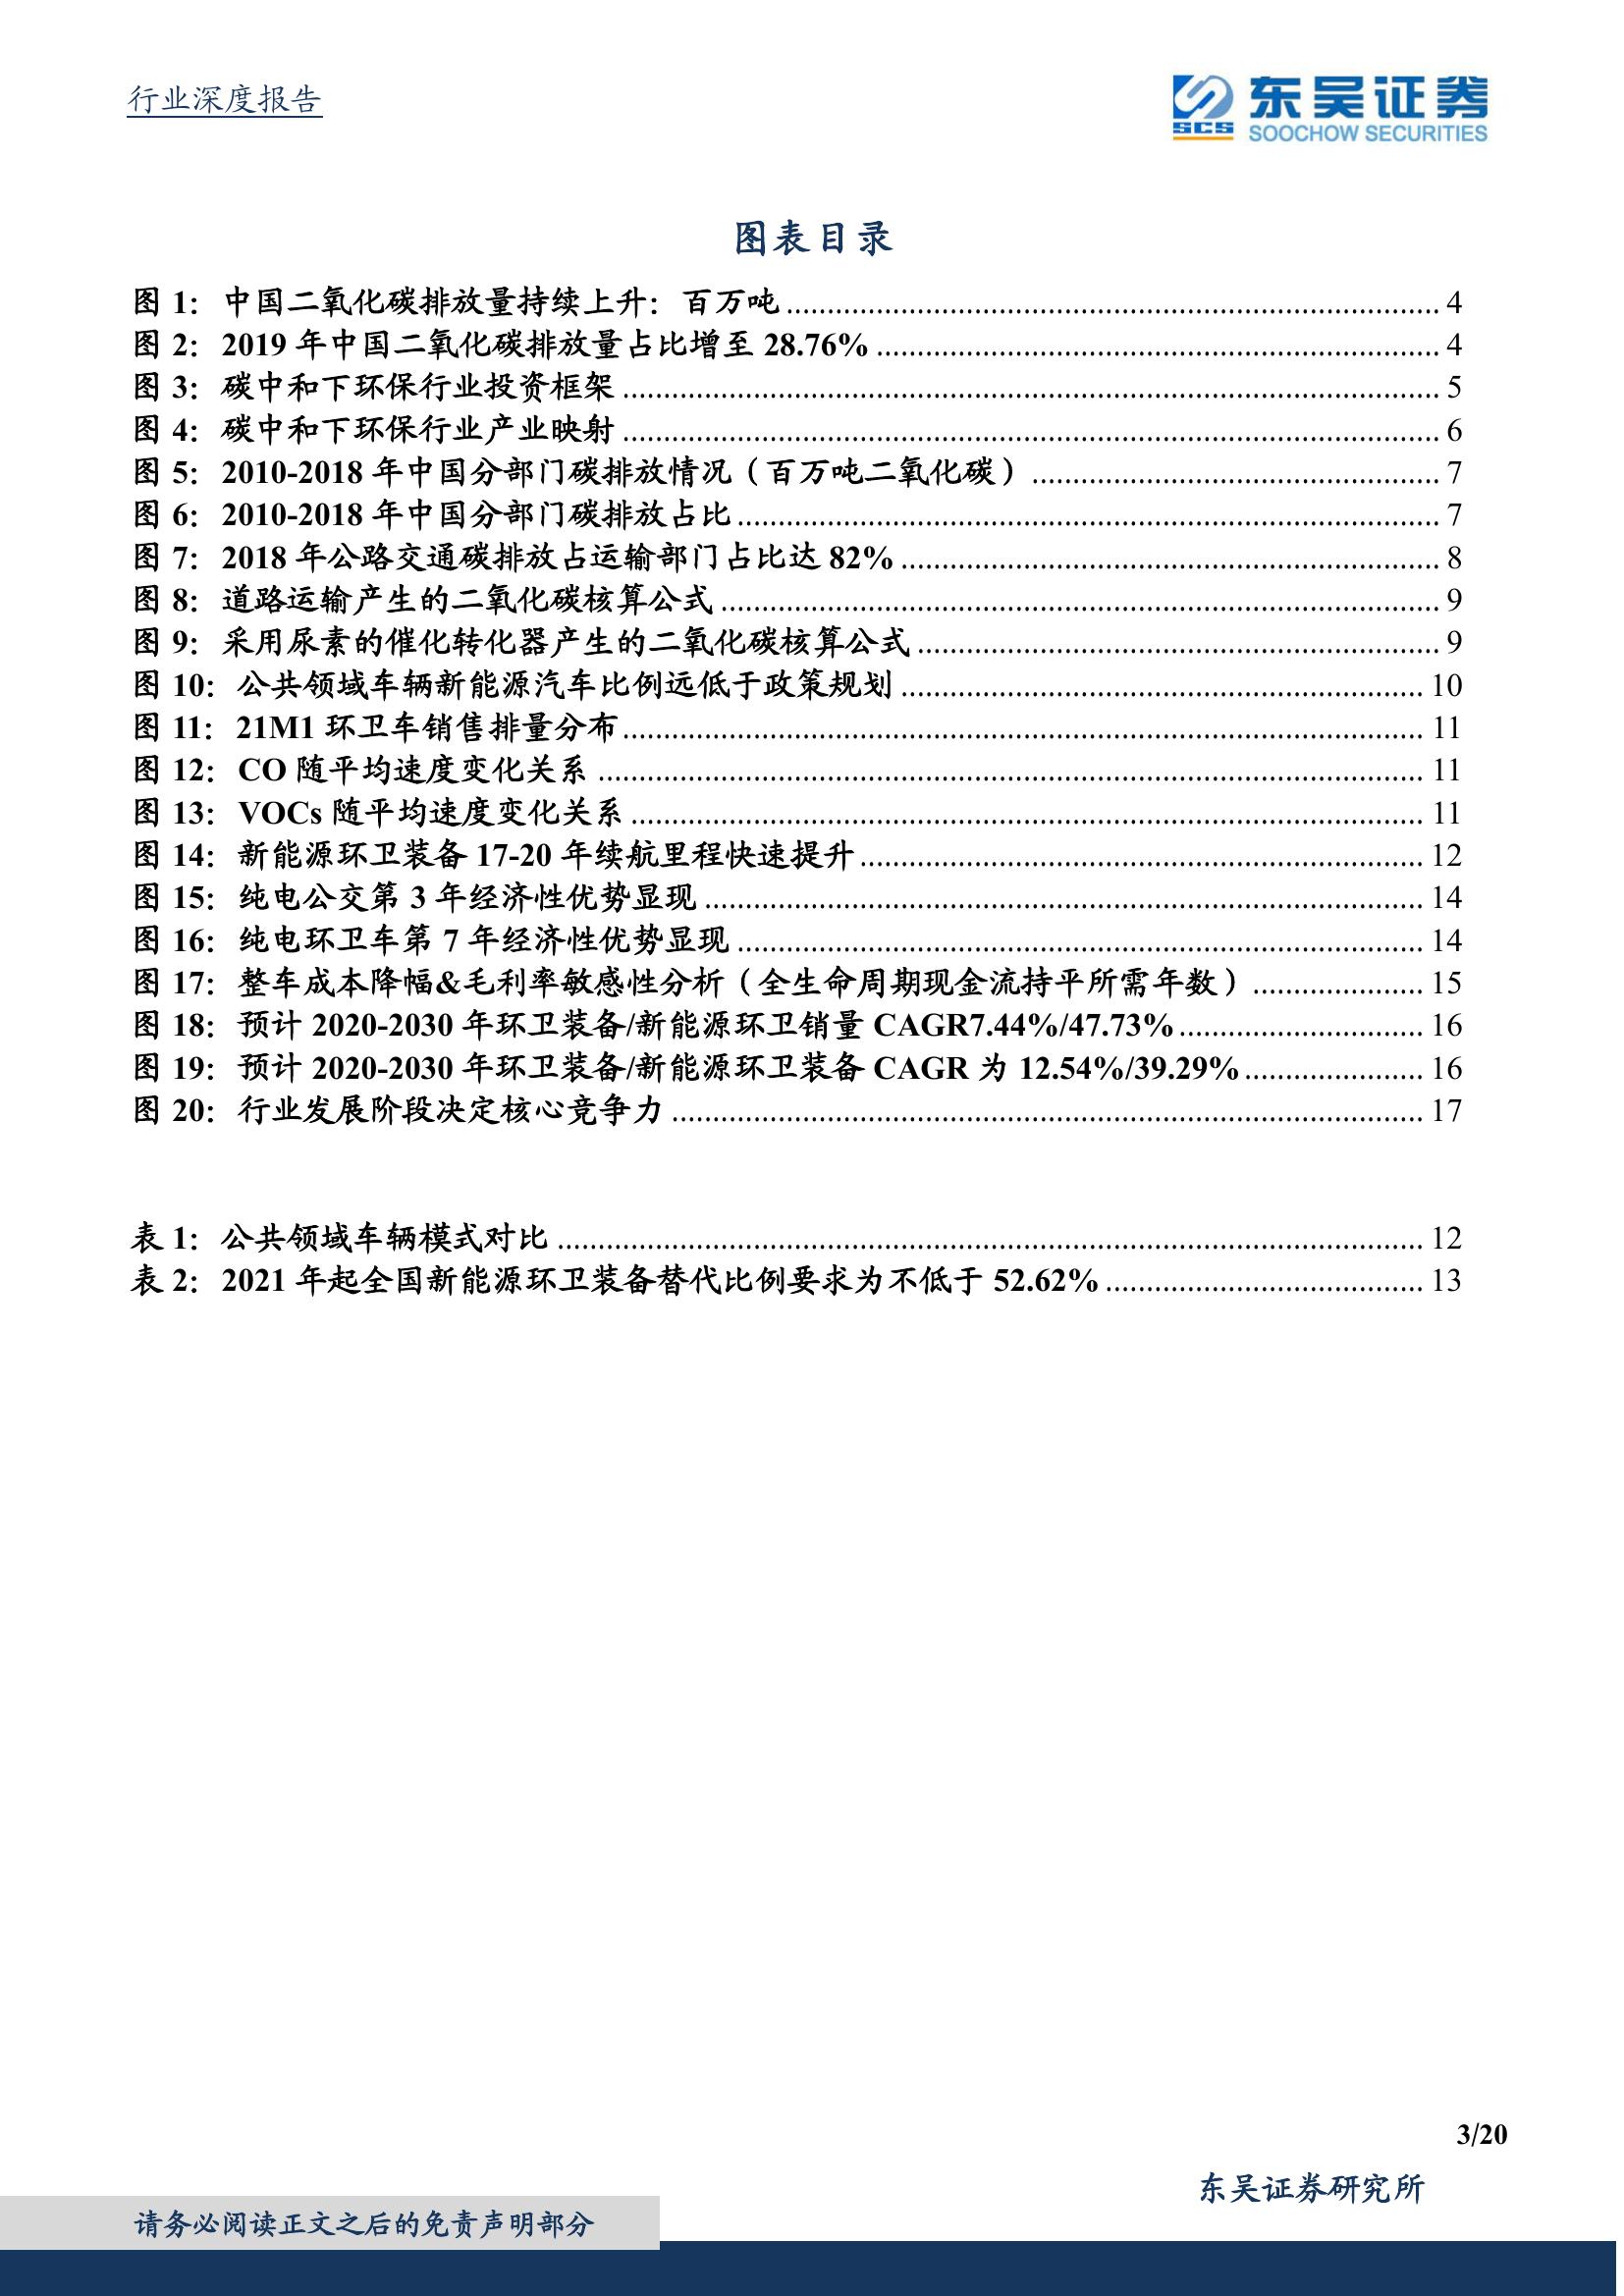 行业深度报告
东吴证券
SCS
SOOCHOW SECURITIES
图表目录
图 1：中国二氧化碳排放量持续上升：百万吨 ........ 4
图 2：2019 年中国二氧化碳排放量占比增至 28.76% ........ 4
图 3：碳中和下环保行业投资框架 ........ 5
图 4：碳中和下环保行业产业映射 ........ 6
图 5：2010-2018 年中国分部门碳排放情况（百万吨二氧化碳） ........ 7
图 6：2010-2018 年中国分部门碳排放占比 ........ 7
图 7：2018 年公路交通碳排放占运输部门占比达 82% ........ 8
图 8：道路运输产生的二氧化碳核算公式 ........ 9
图 9：采用尿素的催化转化器产生的二氧化碳核算公式 ........ 9
图 10：公共领域车辆新能源汽车比例远低于政策规划 ........ 10
图 11：21M1 环卫车销售排量分布 ........ 11
图 12：CO 随平均速度变化关系 ........ 11
图 13：VOCs 随平均速度变化关系 ........ 11
图 14：新能源环卫装备 17-20 年续航里程快速提升 ........ 12
图 15：纯电公交第 3 年经济性优势显现 ........ 14
图 16：纯电环卫车第 7 年经济性优势显现 ........ 14
图 17：整车成本降幅&毛利率敏感性分析（全生命周期现金流持平所需年数） ........ 15
图 18：预计 2020-2030 年环卫装备/新能源环卫销量 CAGR7.44%/47.73% ........ 16
图 19：预计 2020-2030 年环卫装备/新能源环卫装备 CAGR 为 12.54%/39.29% ........ 16
图 20：行业发展阶段决定核心竞争力 ........ 17
表 1：公共领域车辆模式对比 ........ 12
表 2：2021 年起全国新能源环卫装备替代比例要求为不低于 52.62% ........ 13
3/20
东吴证券研究所
请务必阅读正文之后的免责声明部分